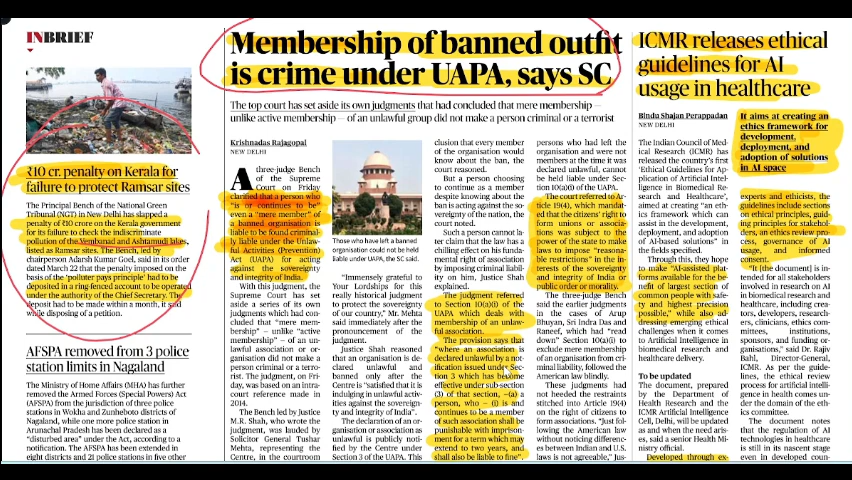 INBRIEF
₹10 cr. penalty on Kerala for
failure to protect Ramsar sites
The Principal Bench of the National Green
Tribunal (NGT) in New Delhi has slapped a
penalty of ₹10 crore on the Kerala government
for its failure to check the indiscriminate
pollution of the Vembanad and Ashtamudi lakes,
listed as Ramsar sites. The Bench, led by
chairperson Adarsh Kumar Goel, said in its order
dated March 22 that the penalty imposed on the
basis of the 'polluter pays principle' had to be
deposited in a ring-fenced account to be operated
under the authority of the Chief Secretary. The
deposit had to be made within a month, it said
while disposing of a petition.
AFSPA removed from 3 police
station limits in Nagaland
The Ministry of Home Affairs (MHA) has further
removed the Armed Forces (Special Powers) Act
(AFSPA) from the jurisdiction of three police
stations in Wokha and Zunheboto districts of
Nagaland, while one more police station in
Arunachal Pradesh has been declared as a
"disturbed area" under the Act, according to a
notification. The AFSPA has been extended in
eight districts and 21 police stations in five other
Membership of banned outfit
is crime under UAPA, says SC
The top court has set aside its own judgments that had concluded that mere membership —
unlike active membership — of an unlawful group did not make a person criminal or a terrorist
Krishnadas Rajagopal
NEW DELHI
A three-judge Bench
of the Supreme
Court on Friday
clarified that a person who
"is or continues to be"
even a "mere member" of
a banned organisation is
liable to be found criminal-
ly liable under the Unlaw-
ful Activities (Prevention)
Act (UAPA) for acting
against the sovereignty
and integrity of India.
With this judgment, the
Supreme Court has set
aside a series of its own
judgments which had con-
cluded that "mere mem-
bership" – unlike "active
membership" – of an un-
lawful association or or-
ganisation did not make a
person criminal or a terro-
rist. The judgment, on Fri-
day, was based on an intra-
court reference made in
2014.
The Bench led by Justice
M.R. Shah, who wrote the
judgment, was lauded by
Solicitor General Tushar
Mehta, representing the
Centre, in the courtroom
Those who have left a banned
organisation could not be held
liable under UAPA, the SC said.
"Immensely grateful to
Your Lordships for this
really historical judgment
to protect the sovereignty
of our country," Mr. Mehta
said immediately after the
pronouncement of the
judgment.
Justice Shah reasoned
that an organisation is de-
clared unlawful and
banned only after the
Centre is "satisfied that it is
indulging in unlawful activ-
ities against the sovereign-
ty and integrity of India".
The declaration of an or-
ganisation or association as
unlawful is publicly noti-
fied by the Centre under
Section 3 of the UAPA. This
clusion that every member
of the organisation would
know about the ban, the
court reasoned.
But a person choosing
to continue as a member
despite knowing about the
ban is acting against the so-
vereignty of the nation, the
court noted.
Such a person cannot la-
ter claim that the law has a
chilling effect on his funda-
mental right of association
by imposing criminal liabil-
ity on him, Justice Shah
explained.
The judgment referred
to Section 10(a)(i) of the
UAPA which deals with
membership of an unlaw-
ful association.
The provision says that
"where an association is
declared unlawful by a not-
ification issued under Sec-
tion 3 which has become
effective under sub-section
(3) of that section, –(a) a
person, who – (i) is and
continues to be a member
of such association shall be
punishable with imprison-
ment for a term which may
extend to two years, and
shall also be liable to fine".
persons who had left the
organisation and were not
members at the time it was
declared unlawful, cannot
be held liable under Sec-
tion 10(a)(i) of the UAPA.
The court referred to Ar-
ticle 19(4), which mandat-
ed that the citizens' right to
form unions or associa-
tions was subject to the
power of the state to make
laws to impose "reasona-
ble restrictions" in the in-
terests of the sovereignty
and integrity of India or
public order or morality.
The three-judge Bench
said the earlier judgments
in the cases of Arup
Bhuyan, Sri Indra Das and
Raneef, which had "read
down" Section 10(a)(i) to
exclude mere membership
of an organisation from cri-
minal liability, followed the
American law blindly.
These judgments had
not heeded the restraints
stitched into Article 19(4)
on the right of citizens to
form associations. "Just fol-
lowing the American law
without noticing differenc-
es between Indian and U.S.
laws is not agreeable," Jus-
ICMR releases ethical
guidelines for AI
usage in healthcare
Bindu Shajan Perappadan
NEW DELHI
The Indian Council of Med-
ical Research (ICMR) has
released the country's first
'Ethical Guidelines for Ap-
plication of Artificial Intel-
ligence in Biomedical Re-
search and Healthcare',
aimed at creating "an eth-
ics framework which can
assist in the development,
deployment, and adoption
of AI-based solutions" in
the fields specified.
Through this, they hope
to make "AI-assisted plat-
forms available for the be-
nefit of largest section of
common people with safe-
ty and highest precision
possible," while also ad-
dressing emerging ethical
challenges when it comes
to Artificial Intelligence in
biomedical research and
healthcare delivery.
To be updated
The document, prepared
by the Department of
Health Research and the
ICMR Artificial Intelligence
Cell, Delhi, will be updated
as and when the need aris-
es, said a senior Health Mi-
nistry official.
Developed through ex-
It aims at creating an
ethics framework for
development,
deployment, and
adoption of solutions
in AI space
experts and ethicists, the
guidelines include sections
on ethical principles, guid-
ing principles for stakehol-
ders, an ethics review pro-
cess, governance of AI
usage, and informed
consent.
"It (the document) is in-
tended for all stakeholders
involved in research on AI
in biomedical research and
healthcare, including crea-
tors, developers, research-
ers, clinicians, ethics com-
mittees, institutions,
sponsors, and funding or-
ganisations," said Dr. Rajiv
Bahl, Director-General,
ICMR. As per the guide-
lines, the ethical review
process for artificial intelli-
gence in health comes un-
der the domain of the eth-
ics committee.
The document notes
that the regulation of AI
technologies in healthcare
is still in its nascent stage
even in developed coun-